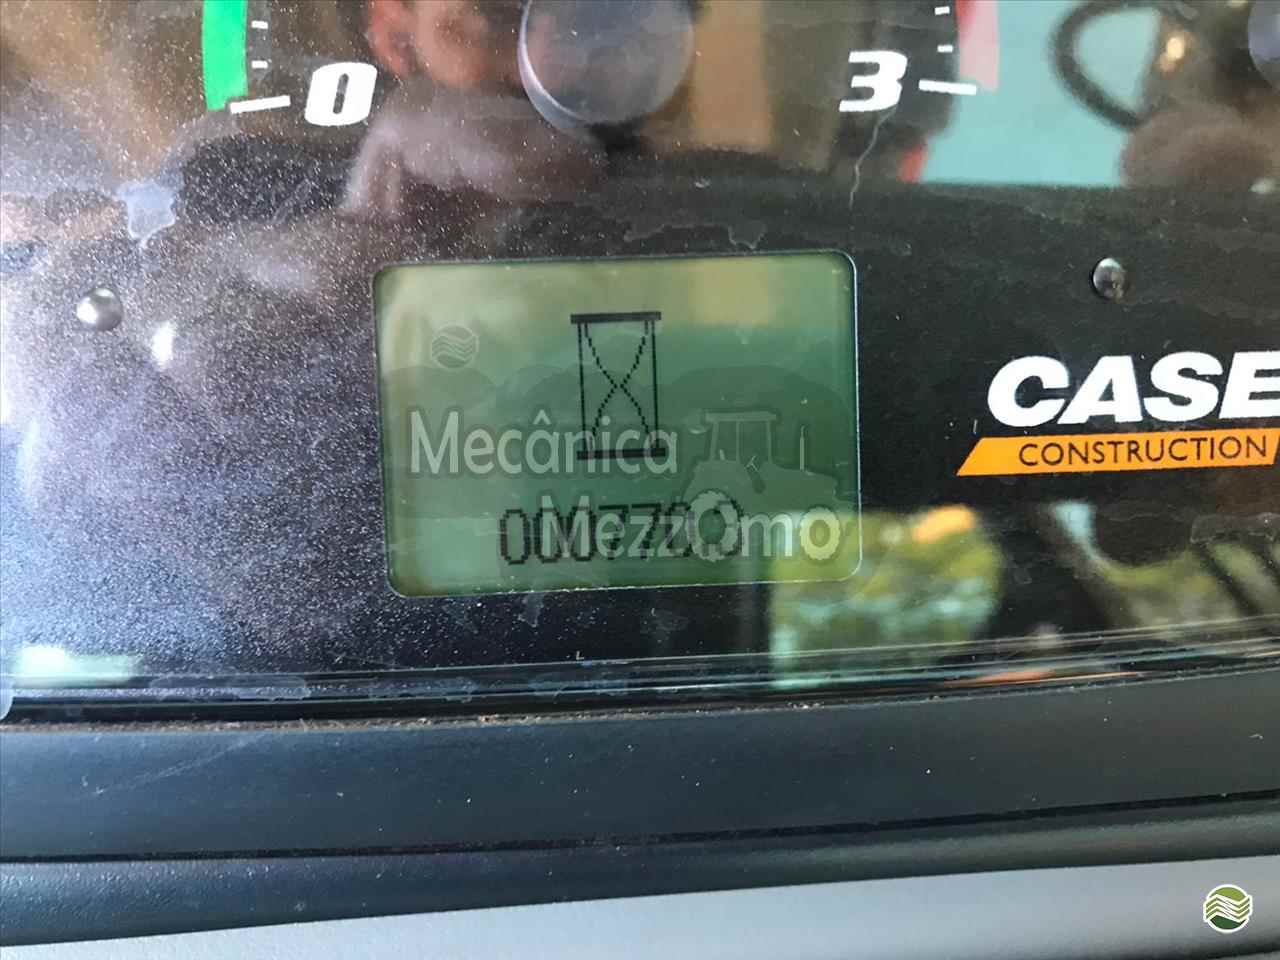 0
3
CASE
CONSTRUCTION
Mecânica
Mezzomo